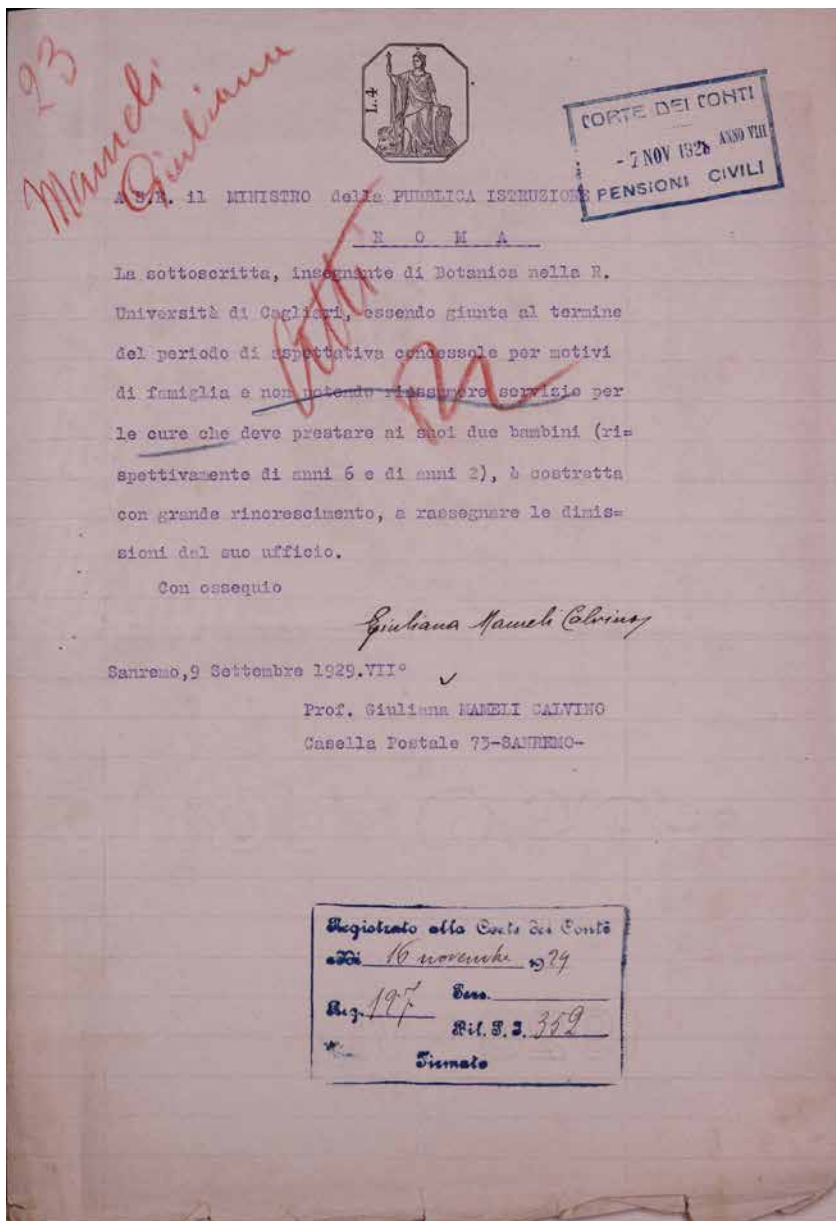 23
Mameli
Giuliana
L.4
CORTE DEI CONTI
- 7 NOV 192 ANNO VIII
PENSIONI CIVILI
A S.E. il MINISTRO della PUBBLICA ISTRUZIONE
R O M A
La sottoscritta, insegnante di Botanica nella R.
Università di Cagliari, essendo giunta al termine
del periodo di aspettativa concessole per motivi
di famiglia e non potendo riassumere servizio per
le cure che deve prestare ai suoi due bambini (ri=
spettivamente di anni 6 e di anni 2), è costretta
con grande rincrescimento, a rassegnare le dimis=
sioni dal suo ufficio.
Con ossequio
Giuliana Mameli Calvino
Sanremo,9 Settembre 1929.VII°
Prof. Giuliana MAMELI CALVINO
Casella Postale 73-SANREMO-
Registrato alla Corte dei Conti
addì 16 novembre 1929
Reg. 197
Bil. P. I. 352
Firmato